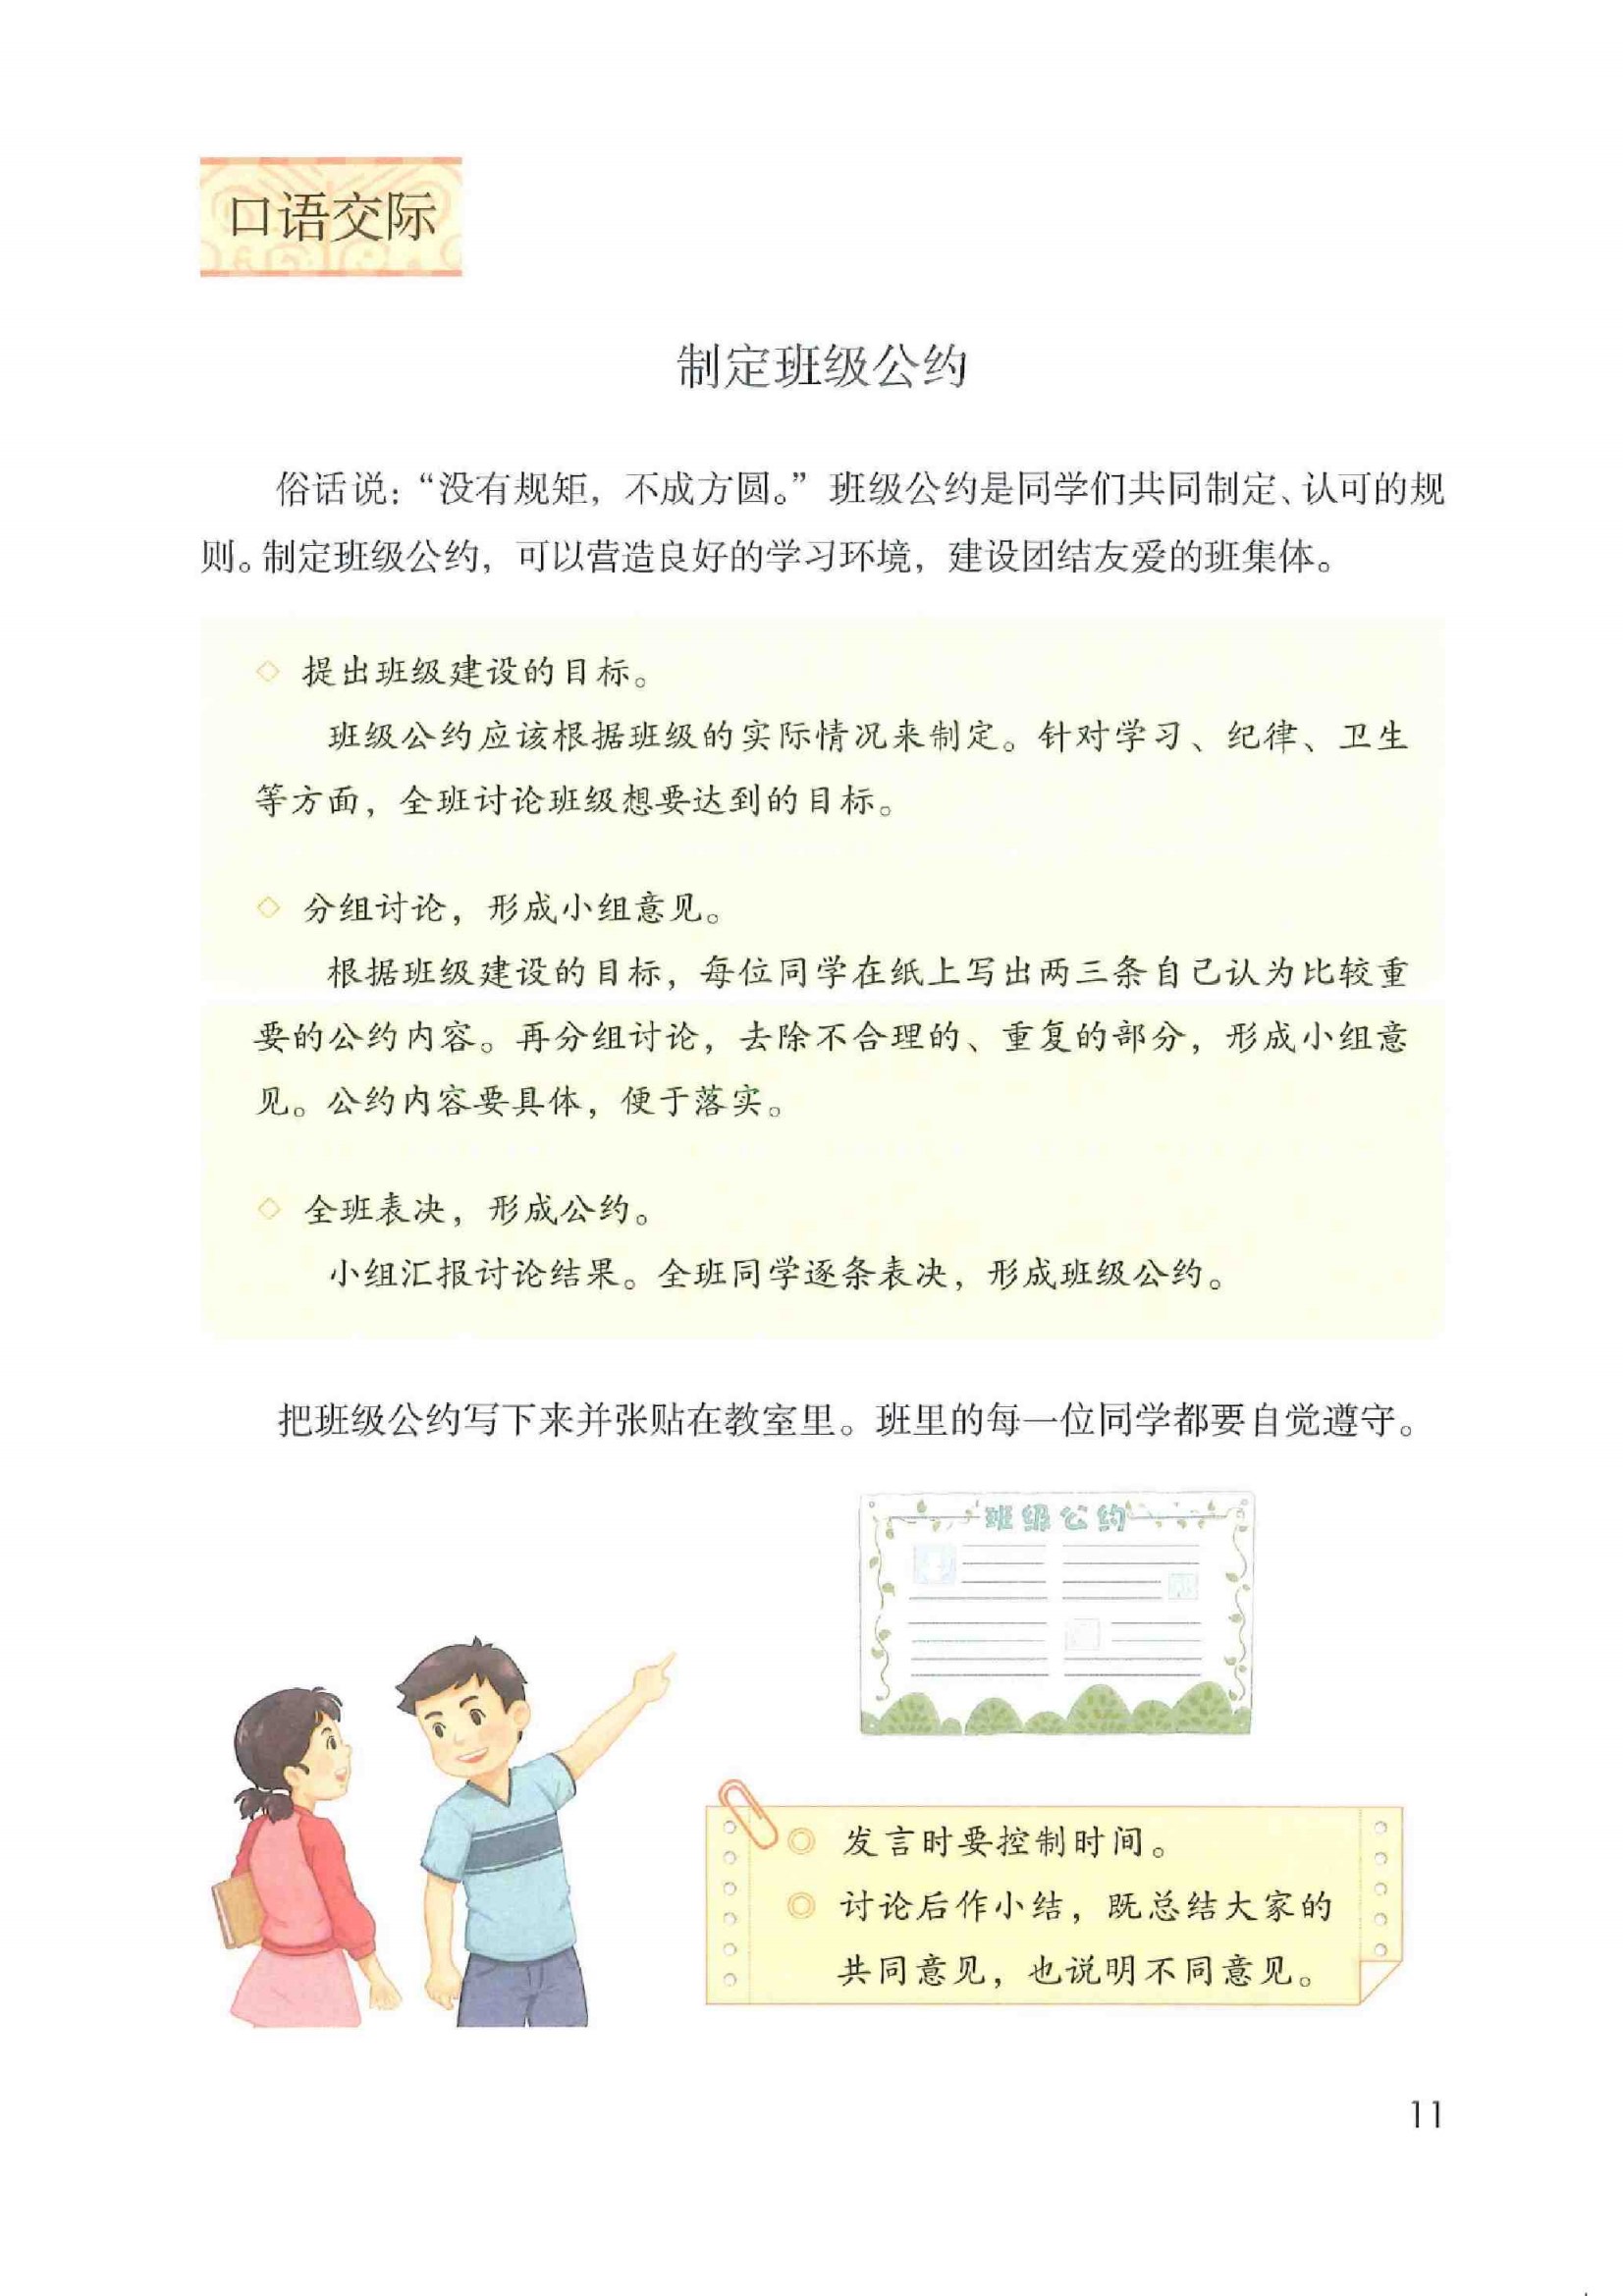 口语交际
制定班级公约
俗话说：“没有规矩，不成方圆。”班级公约是同学们共同制定、认可的规
则。制定班级公约，可以营造良好的学习环境，建设团结友爱的班集体。
◇ 提出班级建设的目标。
班级公约应该根据班级的实际情况来制定。针对学习、纪律、卫生
等方面，全班讨论班级想要达到的目标。
◇ 分组讨论，形成小组意见。
根据班级建设的目标，每位同学在纸上写出两三条自己认为比较重
要的公约内容。再分组讨论，去除不合理的、重复的部分，形成小组意
见。公约内容要具体，便于落实。
◇ 全班表决，形成公约。
小组汇报讨论结果。全班同学逐条表决，形成班级公约。
把班级公约写下来并张贴在教室里。班里的每一位同学都要自觉遵守。
班级公约
◎ 发言时要控制时间。
◎ 讨论后作小结，既总结大家的
共同意见，也说明不同意见。
11